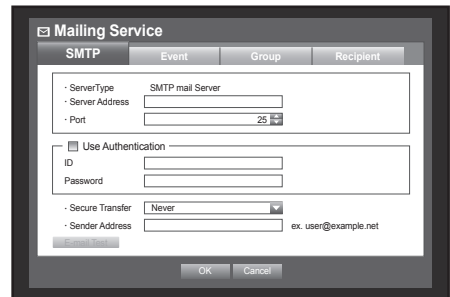 Mailing Service
SMTP Event Group Recipient
· ServerType SMTP mail Server
· Server Address
· Port 25
Use Authentication
ID
Password
· Secure Transfer Never
· Sender Address ex. user@example.net
E-mail Test
OK Cancel